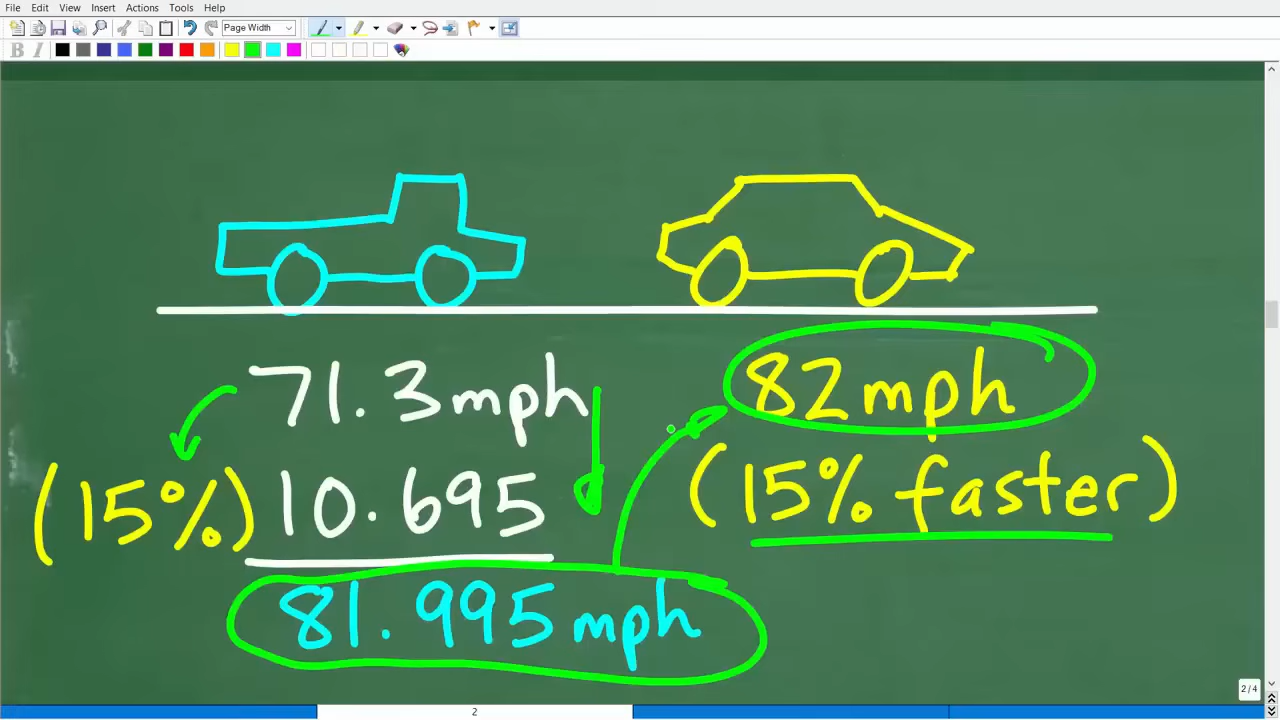 File Edit View Insert Actions Tools Help
Page Width
B I
71.3mph
82mph
(15%) 10.695
(15% faster)
81.995mph
2/4
2